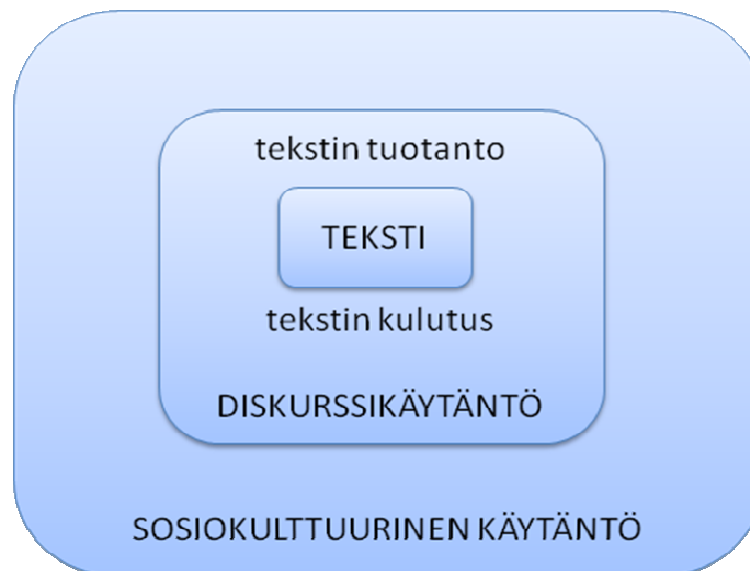 tekstin tuotanto
TEKSTI
tekstin kulutus
DISKURSSIKÄYTÄNTÖ
SOSIOKULTTUURINEN KÄYTÄNTÖ